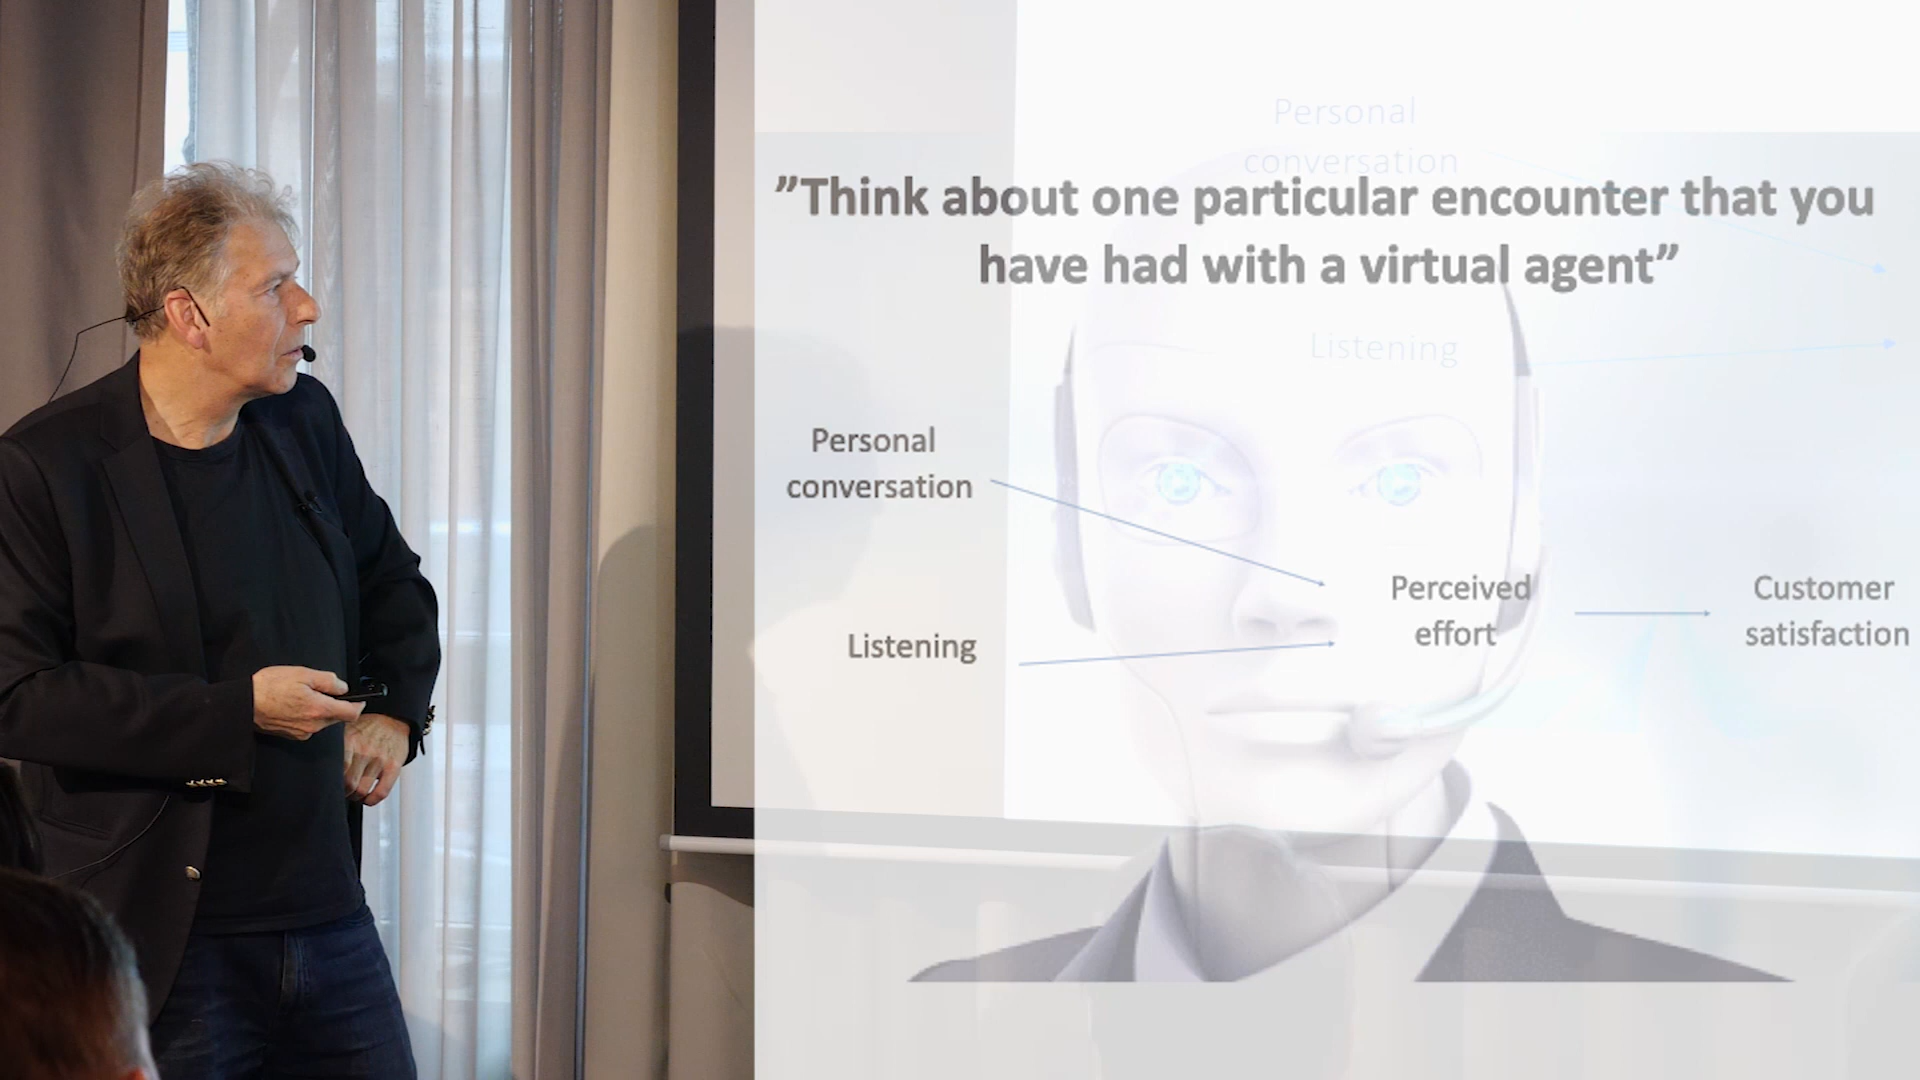 Personal
conversation
”Think about one particular encounter that you
have had with a virtual agent”
Listening
Personal
conversation
Perceived
effort
Customer
satisfaction
Listening